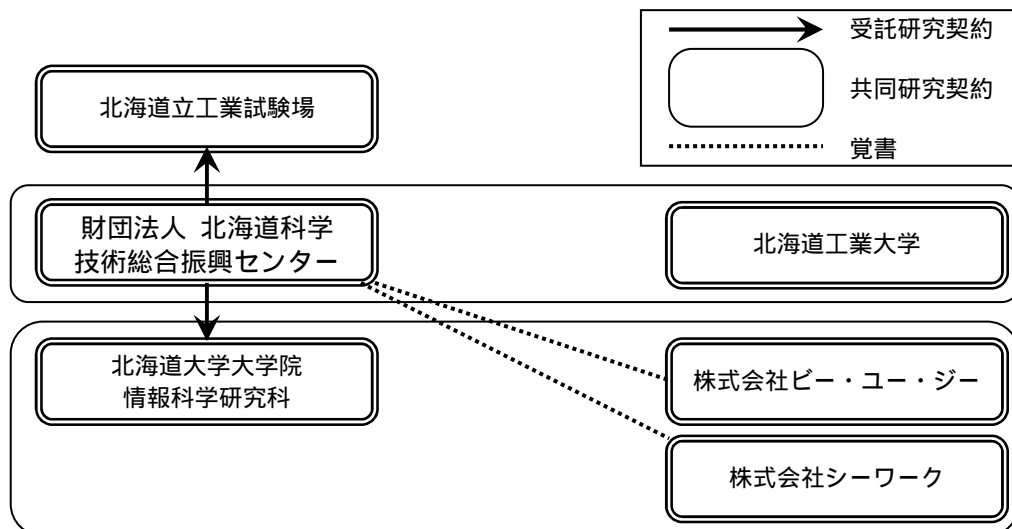 受託研究契約
共同研究契約
覚書
北海道立工業試験場
財団法人 北海道科学
技術総合振興センター
北海道工業大学
北海道大学大学院
情報科学研究科
株式会社ビー・ユー・ジー
株式会社シーワーク